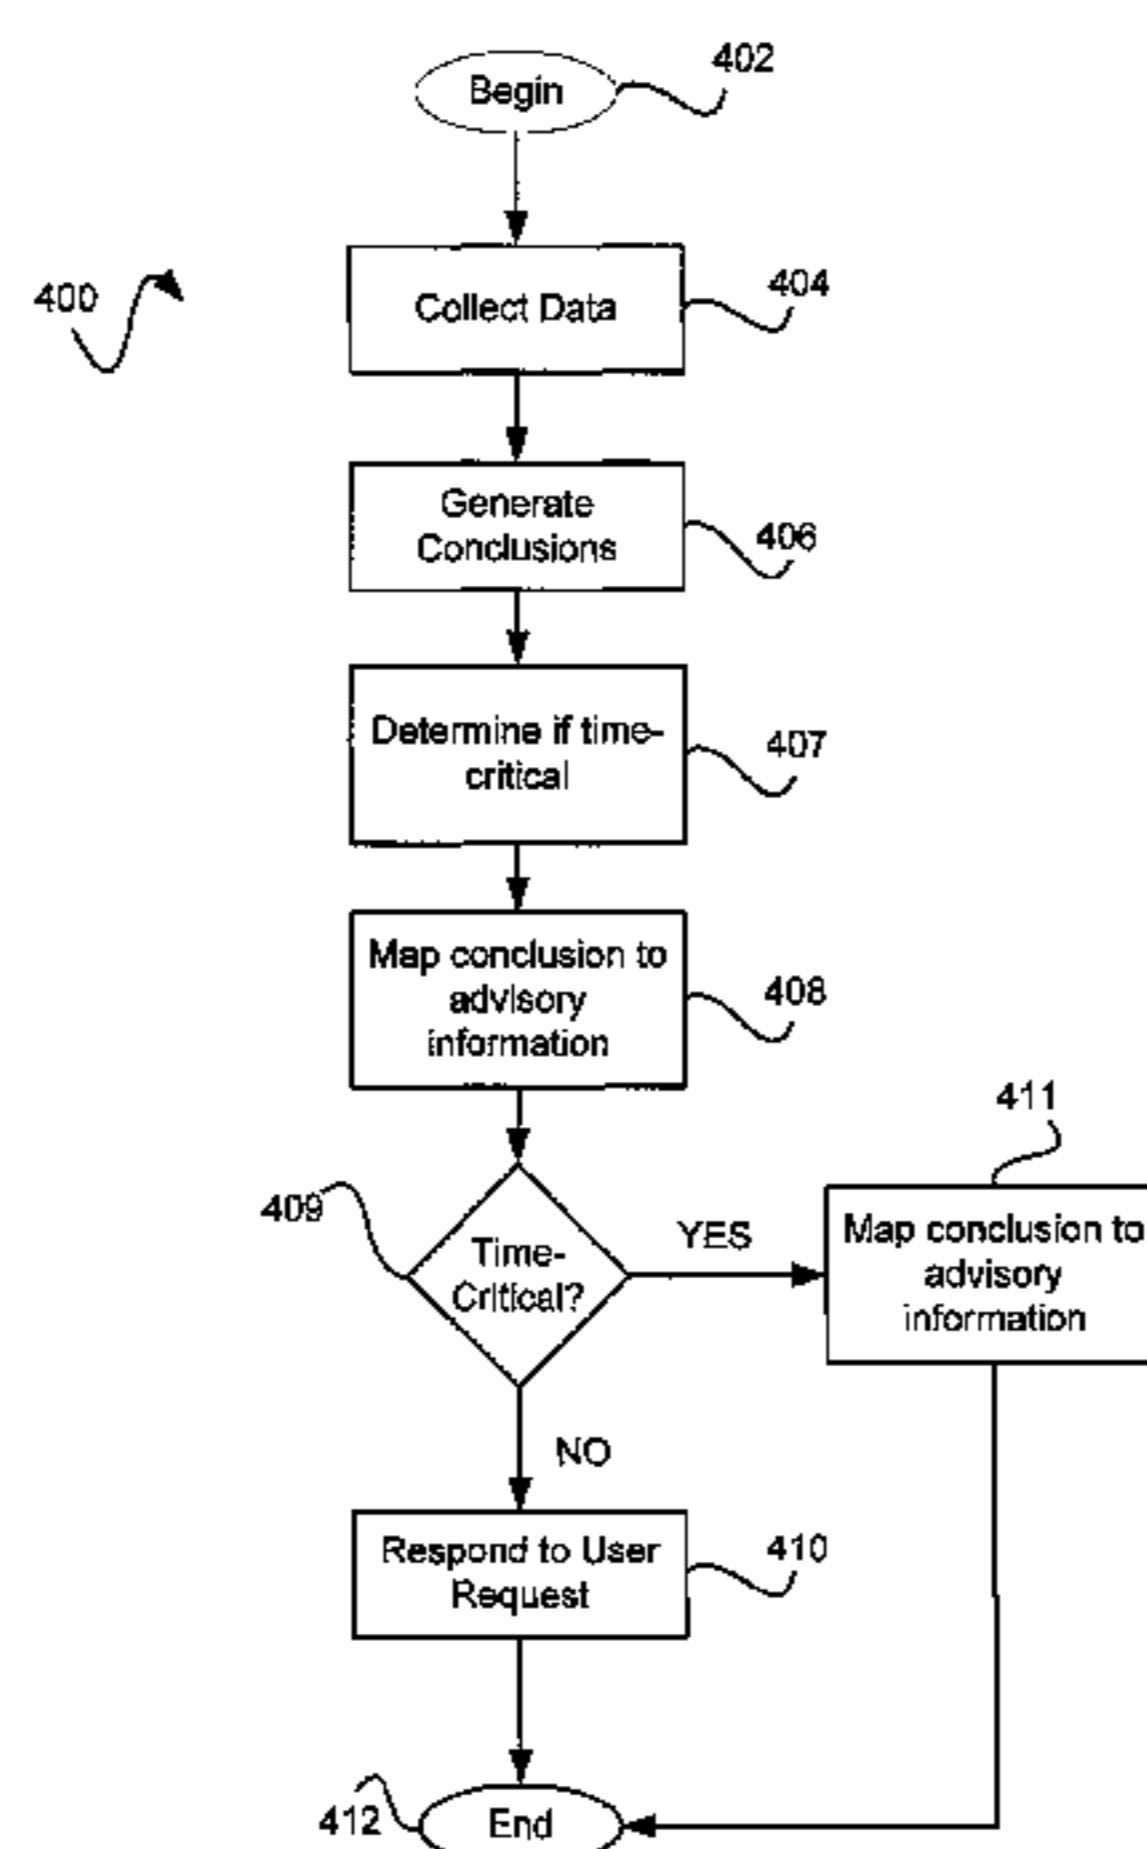 402
Begin
400
404
Collect Data
Generate
Conclusions
406
Determine if time-
critical
407
Map conclusion to
advisory
information
408
411
409
Time-
Critical?
YES
Map conclusion to
advisory
information
NO
Respond to User
Request
410
412
End